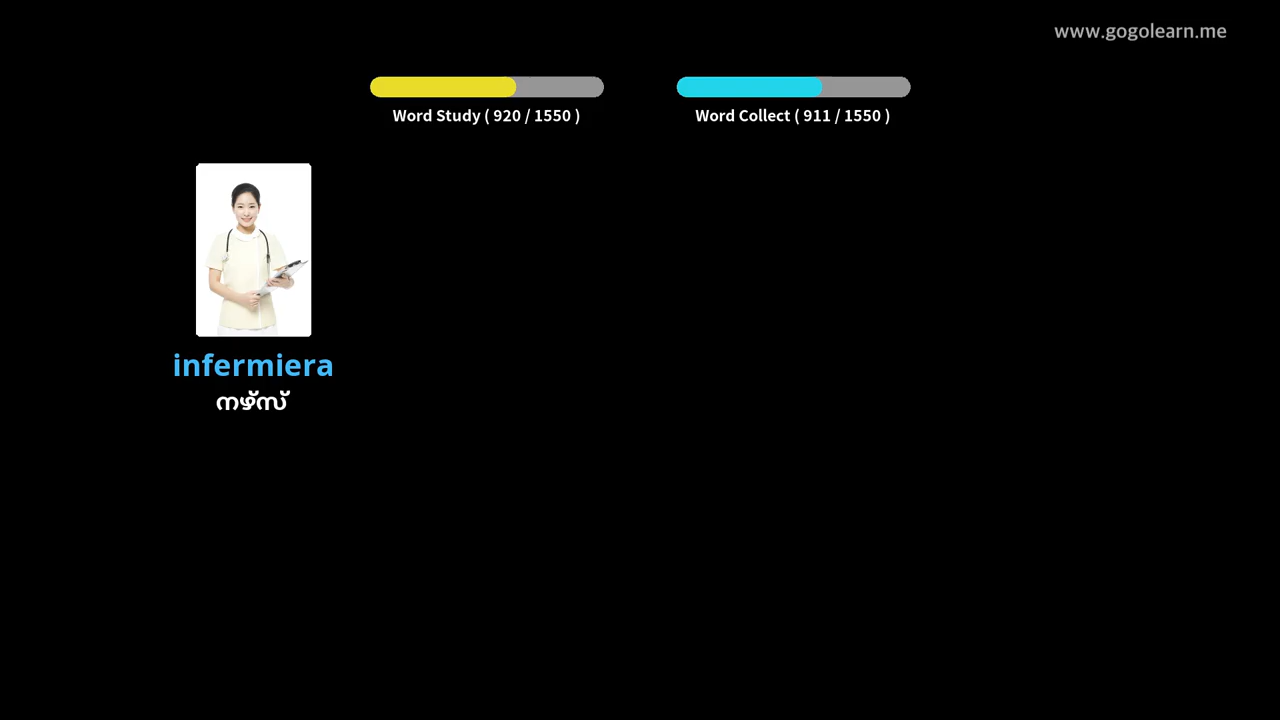 www.gogolearn.me
Word Study ( 920 / 1550 )
Word Collect ( 911 / 1550 )
infermiera
നഴ്സ്